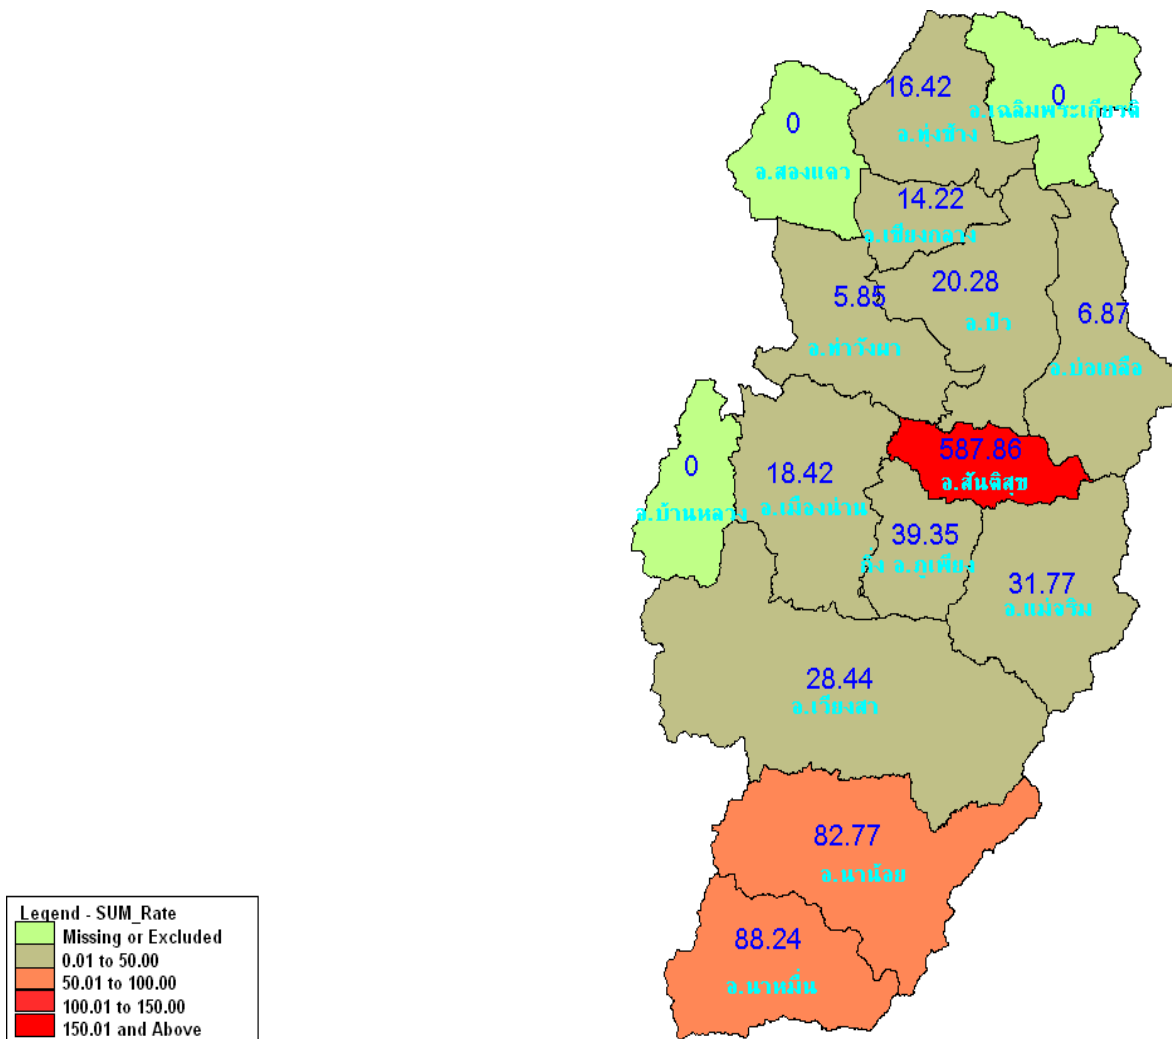 16.42
0
อ.เฉลิมพระเกียรติ
อ.ทุ่งช้าง
0
อ.สองแคว
14.22
อ.เชียงกลาง
20.28
5.85
6.87
อ.ปัว
อ.ท่าวังผา
อ.บ่อเกลือ
587.86
0
18.42
อ.สันติสุข
อ.บ้านหลวง
อ.เมืองน่าน
39.35
กิ่ง อ.ภูเพียง
31.77
อ.แม่จริม
28.44
อ.เวียงสา
82.77
อ.นาน้อย
88.24
อ.นาหมื่น
Legend - SUM_Rate
Missing or Excluded
0.01 to 50.00
50.01 to 100.00
100.01 to 150.00
150.01 and Above